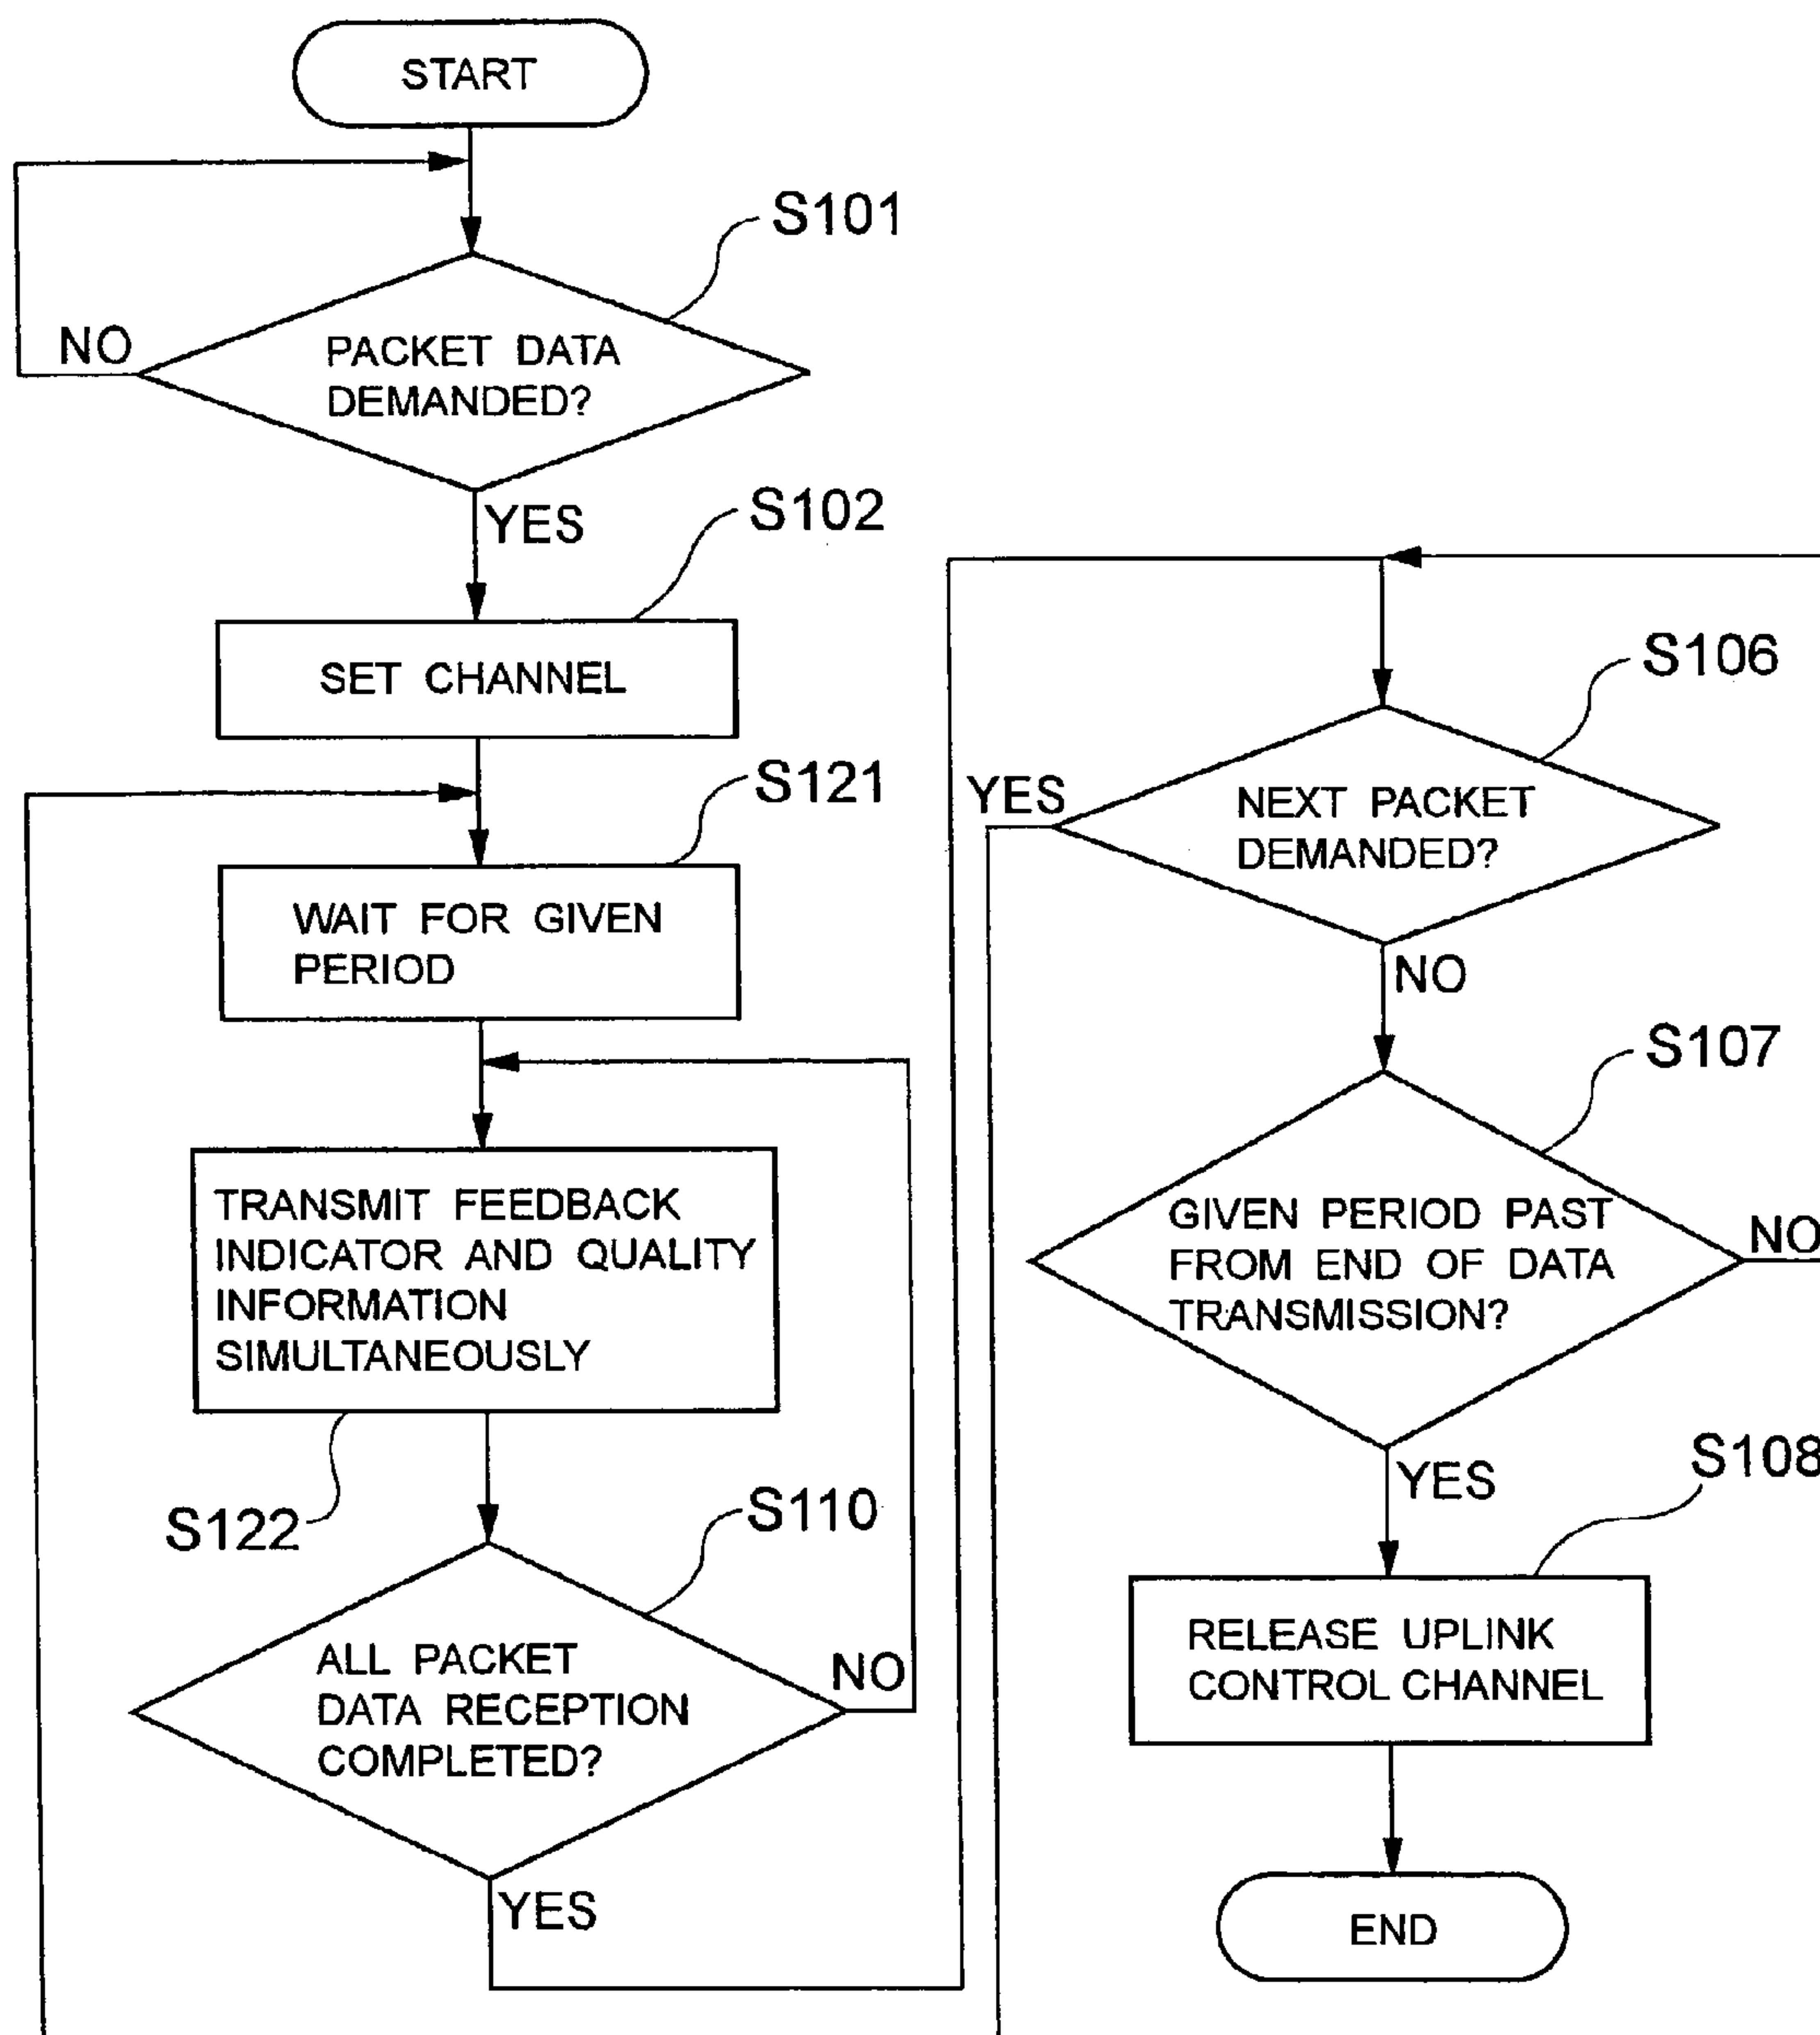 START
S101
NO
PACKET DATA
DEMANDED?
YES
S102
SET CHANNEL
S121
WAIT FOR GIVEN
PERIOD
TRANSMIT FEEDBACK
INDICATOR AND QUALITY
INFORMATION
SIMULTANEOUSLY
S122
S110
ALL PACKET
DATA RECEPTION
COMPLETED?
NO
YES
S106
YES
NEXT PACKET
DEMANDED?
NO
S107
GIVEN PERIOD PAST
FROM END OF DATA
TRANSMISSION?
NO
YES
S108
RELEASE UPLINK
CONTROL CHANNEL
END